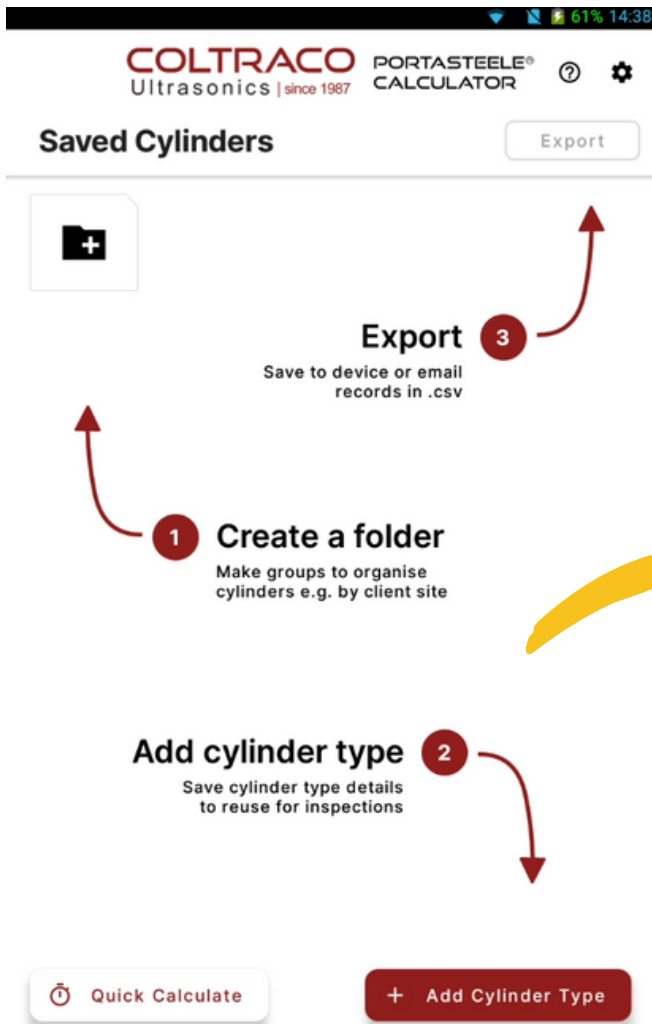 61% 14:38
COLTRACO
Ultrasonics | since 1987
PORTASTEELE®
CALCULATOR
Saved Cylinders
Export
Export
3
Save to device or email
records in .csv
1
Create a folder
Make groups to organise
cylinders e.g. by client site
Add cylinder type
2
Save cylinder type details
to reuse for inspections
Quick Calculate
+ Add Cylinder Type